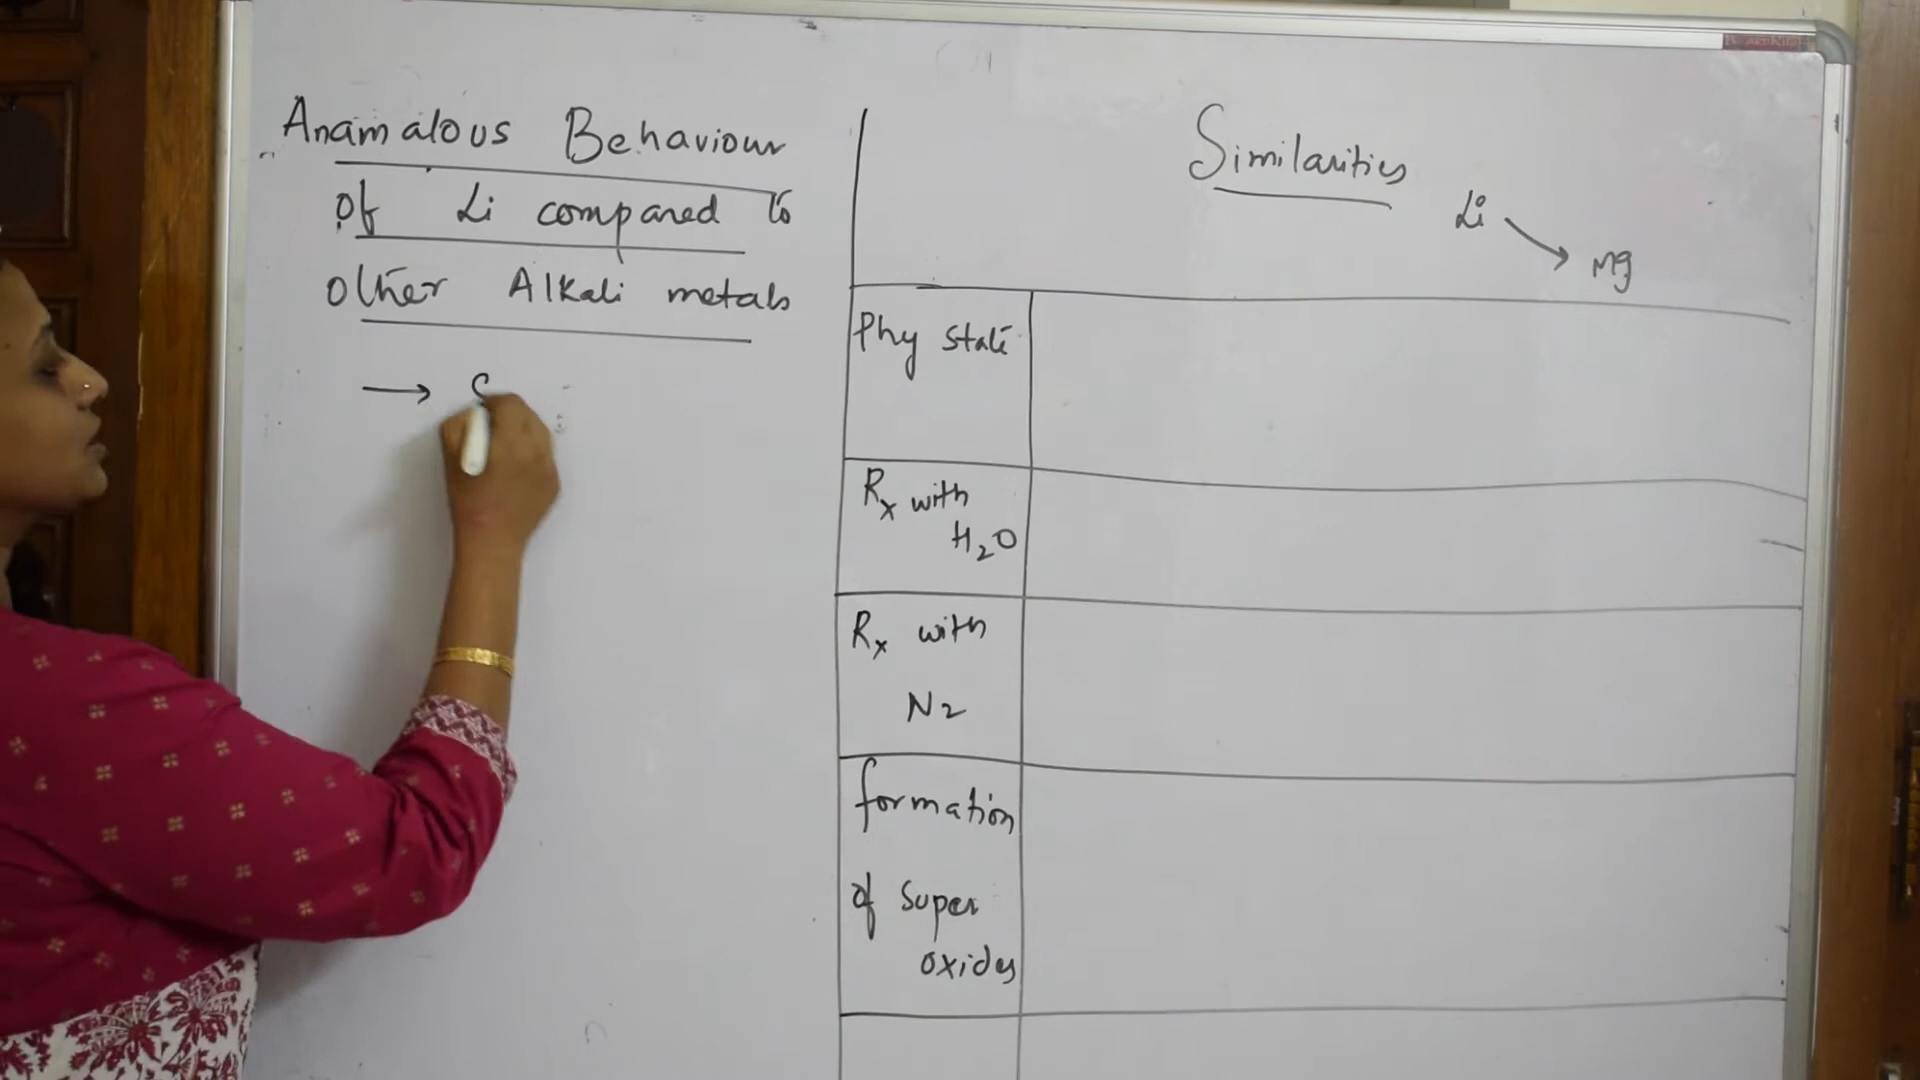 Anamalous Behaviour
of Li compared to
other Alkali metals
→ S
Similarities
Li → Mg
Phy state
Rx with
H2O
Rx with
N2
formation
of super
oxides